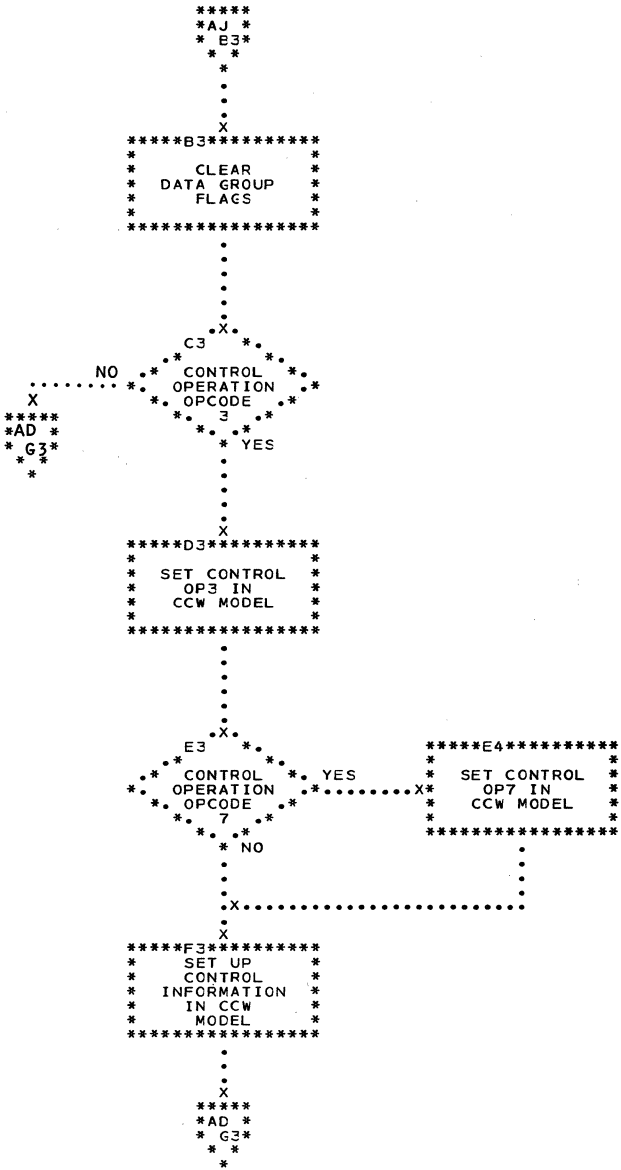 *****
*AJ *
* B3*
* *
*
X
*****B3**********
* *
* CLEAR *
* DATA GROUP *
* FLAGS *
* *
*****************
.X.
C3 *.
.* *.
NO .* CONTROL *.
........ *. OPERATION .*
X *. OPCODE .*
***** *. 3 .*
*AD * *. .*
* G3* * YES
* *
*
X
*****D3**********
* *
* SET CONTROL *
* OP3 IN *
* CCW MODEL *
* *
*****************
.X.
E3 *. *****E4**********
.* *. * *
.* CONTROL *. YES * SET CONTROL *
*. OPERATION .*........X* OP7 IN *
*. OPCODE .* * CCW MODEL *
*. 7 .* * *
*. .* *****************
* NO
.X.......................
X
*****F3**********
* SET UP *
* CONTROL *
* INFORMATION *
* IN CCW *
* MODEL *
*****************
X
*****
*AD *
* G3*
* *
*